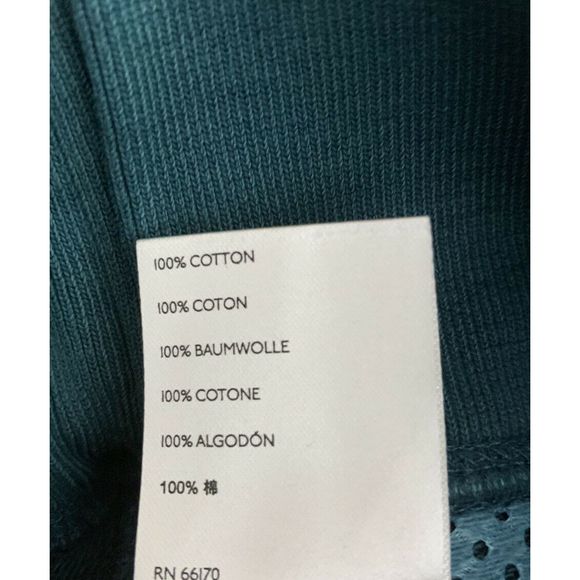 100% COTTON
100% COTON
100% BAUMWOLLE
100% COTONE
100% ALGODÓN
100% 棉
RN 66170